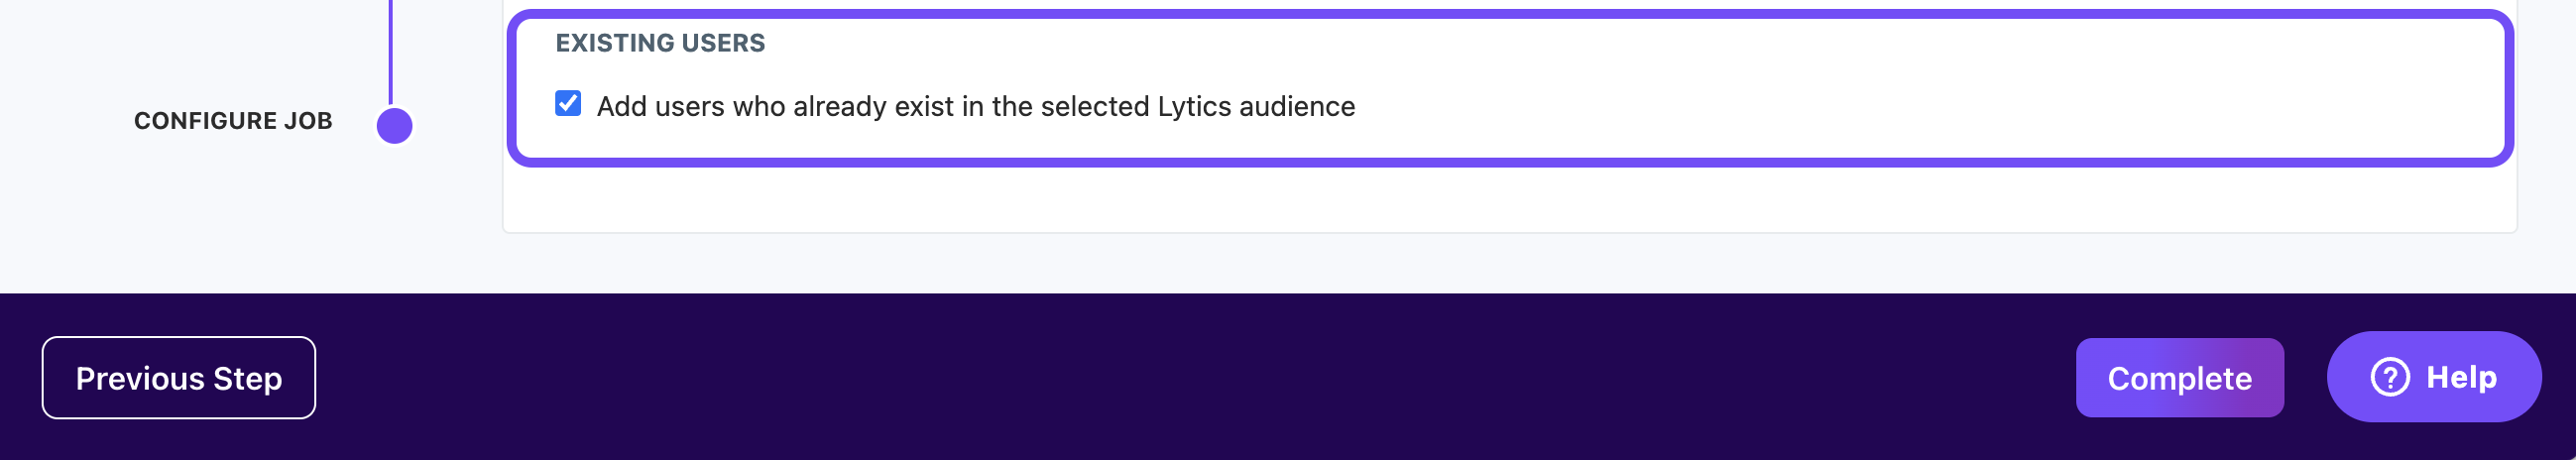 EXISTING USERS
Add users who already exist in the selected Lytics audience
CONFIGURE JOB
Previous Step
Complete
? Help